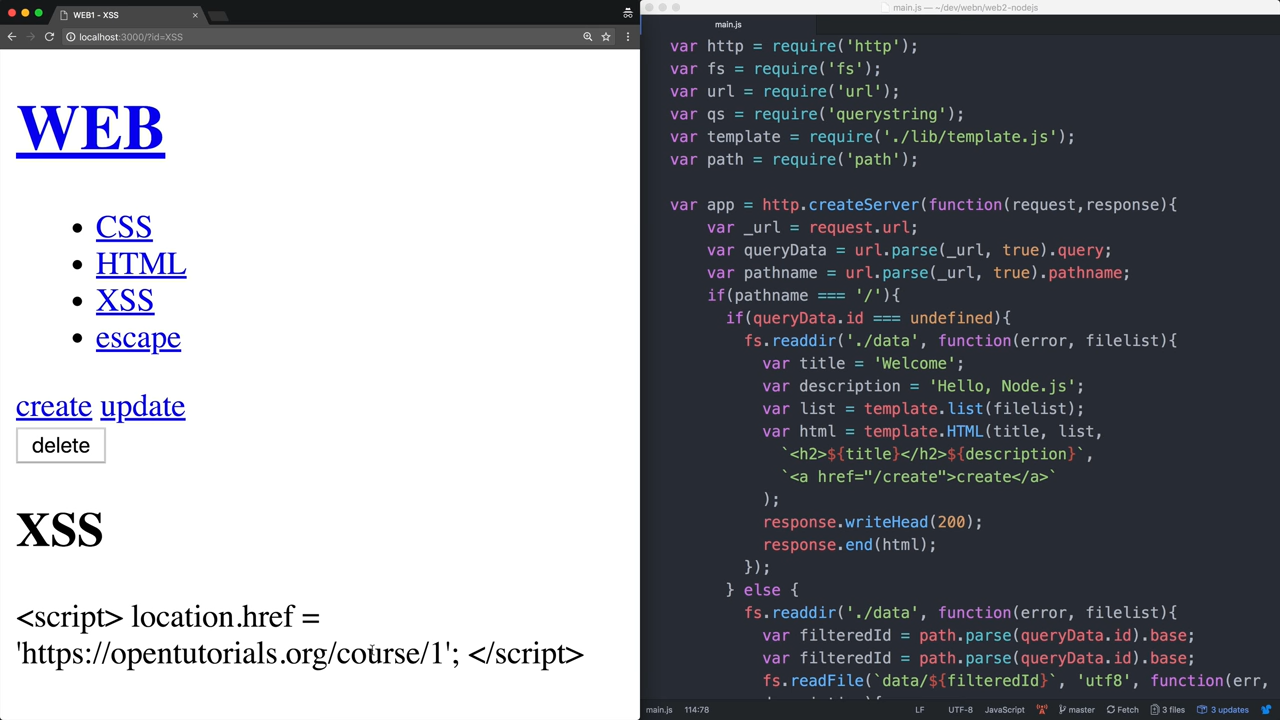 WEB1 - XSS
localhost:3000/?id=XSS
WEB
CSS
HTML
XSS
escape
create update
delete
XSS
<script> location.href =
'https://opentutorials.org/course/1'; </script>
main.js — ~/dev/webn/web2-nodejs
main.js
var http = require('http');
var fs = require('fs');
var url = require('url');
var qs = require('querystring');
var template = require('./lib/template.js');
var path = require('path');
var app = http.createServer(function(request,response){
var _url = request.url;
var queryData = url.parse(_url, true).query;
var pathname = url.parse(_url, true).pathname;
if(pathname === '/'){
if(queryData.id === undefined){
fs.readdir('./data', function(error, filelist){
var title = 'Welcome';
var description = 'Hello, Node.js';
var list = template.list(filelist);
var html = template.HTML(title, list,
`<h2>${title}</h2>${description}`,
`<a href="/create">create</a>`
);
response.writeHead(200);
response.end(html);
});
} else {
fs.readdir('./data', function(error, filelist){
var filteredId = path.parse(queryData.id).base;
var filteredId = path.parse(queryData.id).base;
fs.readFile(`data/${filteredId}`, 'utf8', function(err,
main.js 114:78 LF UTF-8 JavaScript master Fetch 3 files 3 updates